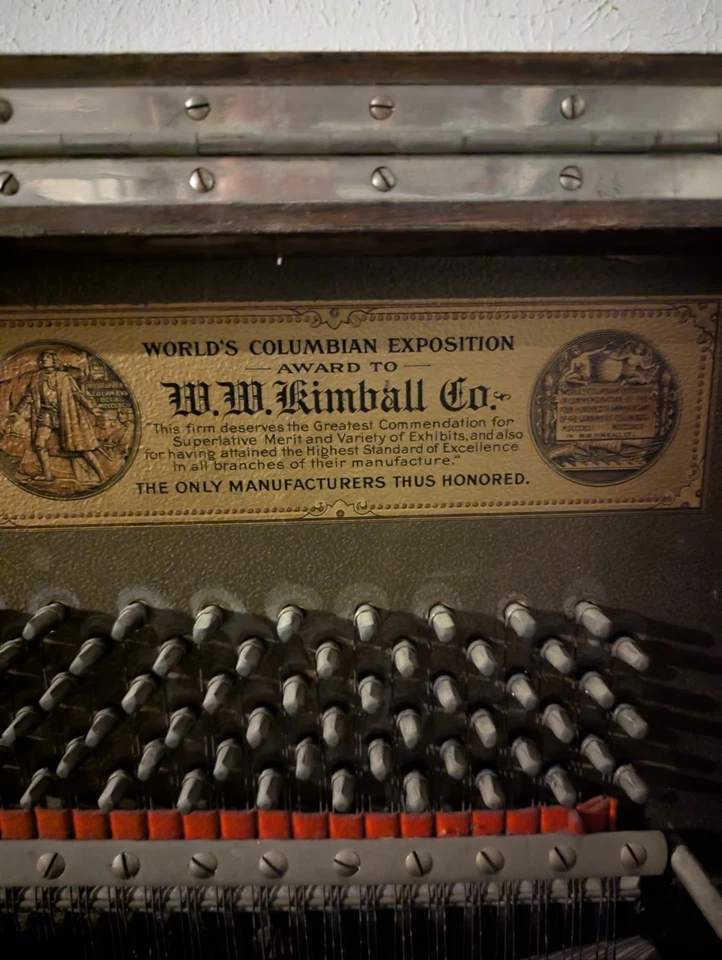 WORLD'S COLUMBIAN EXPOSITION
AWARD TO
W.W. Kimball Co.
"This firm deserves the Greatest Commendation for
Superlative Merit and Variety of Exhibits, and also
for having attained the Highest Standard of Excellence
in all branches of their manufacture."
THE ONLY MANUFACTURERS THUS HONORED.